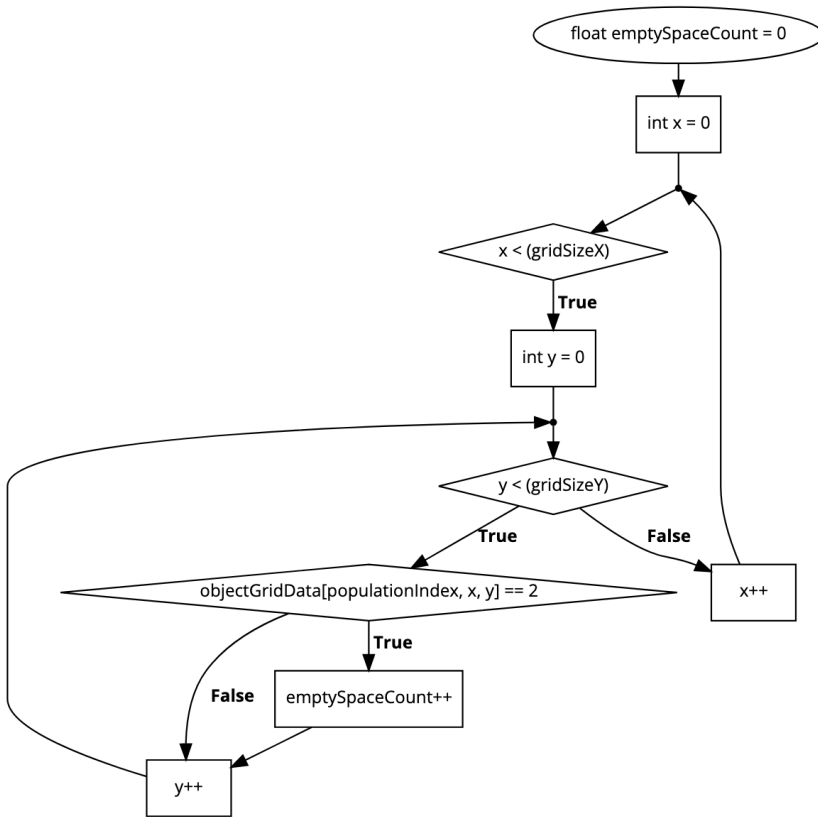 float emptySpaceCount = 0
int x = 0
x < (gridSizeX)
True
int y = 0
y < (gridSizeY)
True
False
objectGridData[populationIndex, x, y] == 2
x++
True
False
emptySpaceCount++
y++